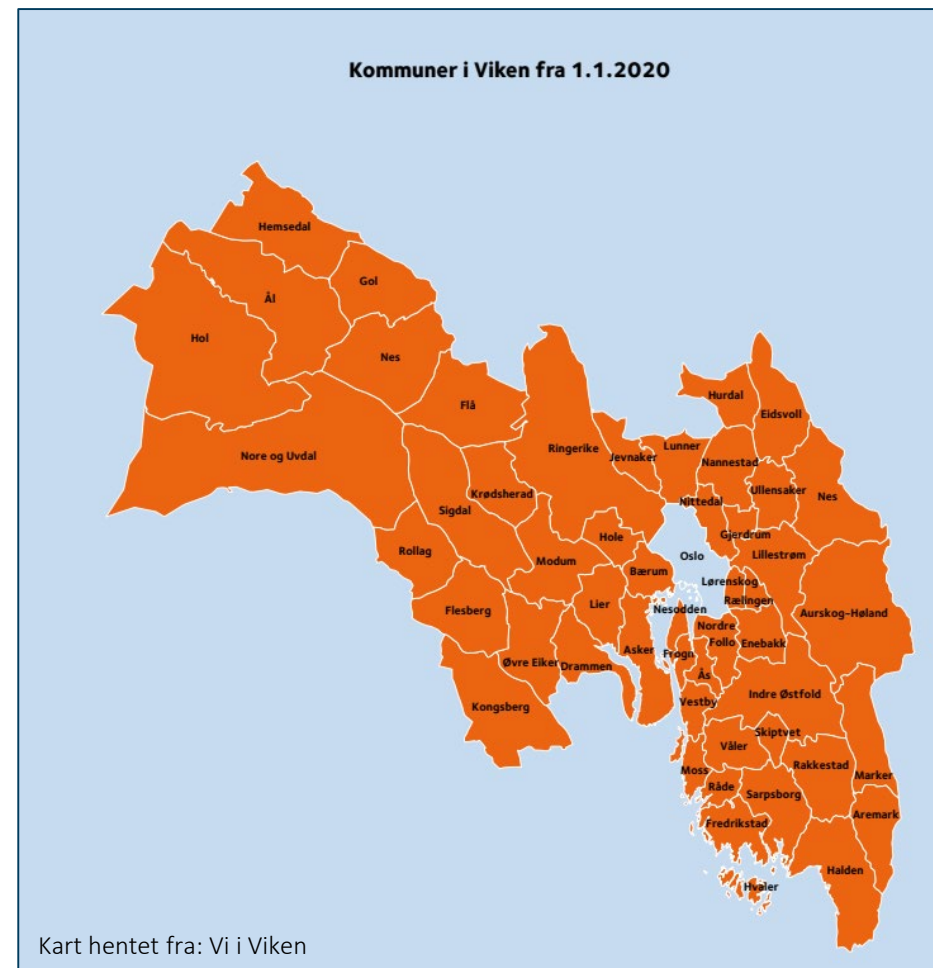 Kommuner i Viken fra 1.1.2020
Hemsedal
Gol
Ål
Hol
Nes
Flå
Hurdal
Eidsvoll
Nore og Uvdal
Ringerike
Jevnaker
Lunner
Nannestad
Krødsherad
Ullensaker
Nes
Sigdal
Nittedal
Hole
Gjerdrum
Rollag
Modum
Oslo
Lillestrøm
Bærum
Lørenskog
Rælingen
Flesberg
Lier
Nesodden
Aurskog-Høland
Nordre
Follo
Enebakk
Asker
Frogn
Øvre Eiker
Drammen
Ås
Indre Østfold
Kongsberg
Vestby
Skiptvet
Våler
Rakkestad
Moss
Marker
Råde
Sarpsborg
Aremark
Fredrikstad
Halden
Hvaler
Kart hentet fra: Vi i Viken